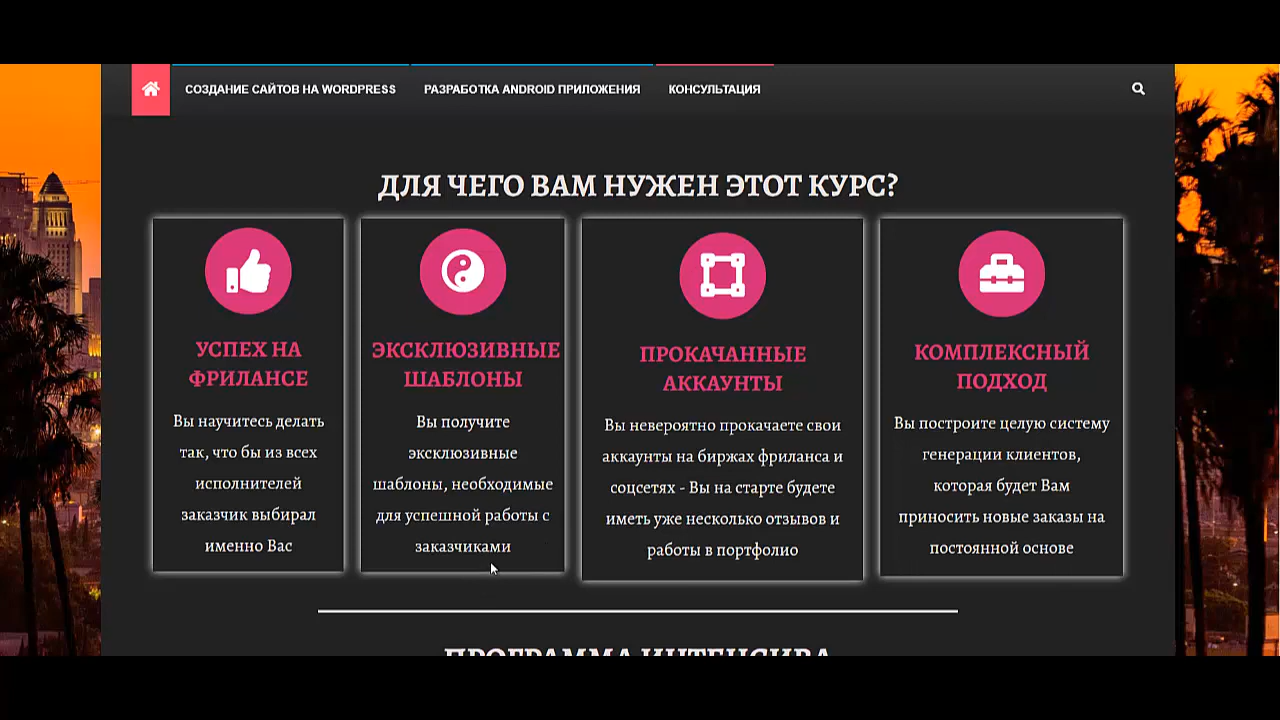 СОЗДАНИЕ САЙТОВ НА WORDPRESS РАЗРАБОТКА ANDROID ПРИЛОЖЕНИЯ КОНСУЛЬТАЦИЯ
ДЛЯ ЧЕГО ВАМ НУЖЕН ЭТОТ КУРС?
УСПЕХ НА
ФРИЛАНСЕ
Вы научитесь делать
так, что бы из всех
исполнителей
заказчик выбирал
именно Вас
ЭКСКЛЮЗИВНЫЕ
ШАБЛОНЫ
Вы получите
эксклюзивные
шаблоны, необходимые
для успешной работы с
заказчиками
ПРОКАЧАННЫЕ
АККАУНТЫ
Вы невероятно прокачаете свои
аккаунты на биржах фриланса и
соцсетях - Вы на старте будете
иметь уже несколько отзывов и
работы в портфолио
КОМПЛЕКСНЫЙ
ПОДХОД
Вы построите целую систему
генерации клиентов,
которая будет Вам
приносить новые заказы на
постоянной основе
ПРОГРАММА ИНТЕНСИВА